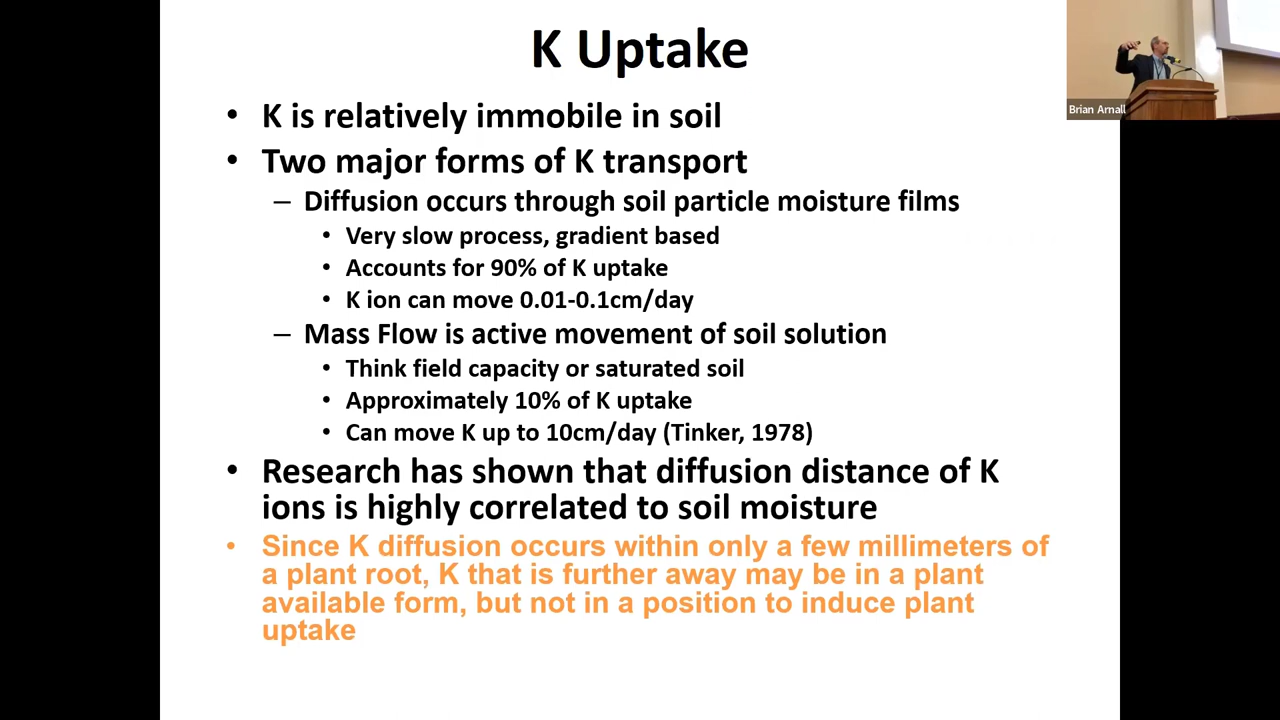 K Uptake
Brian Arnall
• K is relatively immobile in soil
• Two major forms of K transport
– Diffusion occurs through soil particle moisture films
• Very slow process, gradient based
• Accounts for 90% of K uptake
• K ion can move 0.01-0.1cm/day
– Mass Flow is active movement of soil solution
• Think field capacity or saturated soil
• Approximately 10% of K uptake
• Can move K up to 10cm/day (Tinker, 1978)
• Research has shown that diffusion distance of K
ions is highly correlated to soil moisture
• Since K diffusion occurs within only a few millimeters of
a plant root, K that is further away may be in a plant
available form, but not in a position to induce plant
uptake